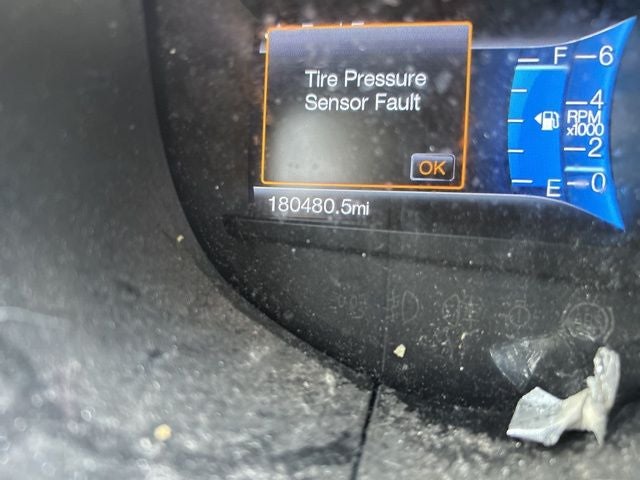 Tire Pressure
Sensor Fault
OK
180480.5mi
F
E
6
4
RPM
x1000
2
0